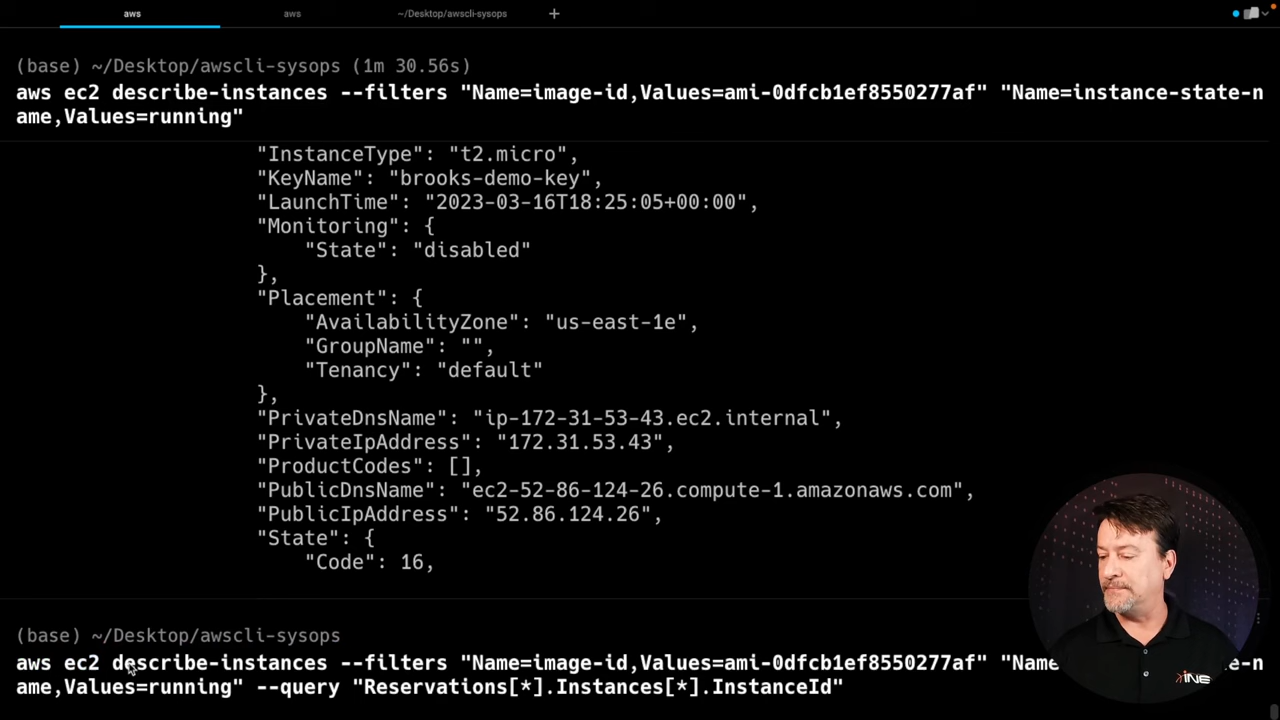 aws aws ~/Desktop/awscli-sysops +
(base) ~/Desktop/awscli-sysops (1m 30.56s)
aws ec2 describe-instances --filters "Name=image-id,Values=ami-0dfcb1ef8550277af" "Name=instance-state-n
ame,Values=running"
"InstanceType": "t2.micro",
"KeyName": "brooks-demo-key",
"LaunchTime": "2023-03-16T18:25:05+00:00",
"Monitoring": {
"State": "disabled"
},
"Placement": {
"AvailabilityZone": "us-east-1e",
"GroupName": "",
"Tenancy": "default"
},
"PrivateDnsName": "ip-172-31-53-43.ec2.internal",
"PrivateIpAddress": "172.31.53.43",
"ProductCodes": [],
"PublicDnsName": "ec2-52-86-124-26.compute-1.amazonaws.com",
"PublicIpAddress": "52.86.124.26",
"State": {
"Code": 16,
(base) ~/Desktop/awscli-sysops
aws ec2 describe-instances --filters "Name=image-id,Values=ami-0dfcb1ef8550277af" "Na e-n
ame,Values=running" --query "Reservations[*].Instances[*].InstanceId"
INE